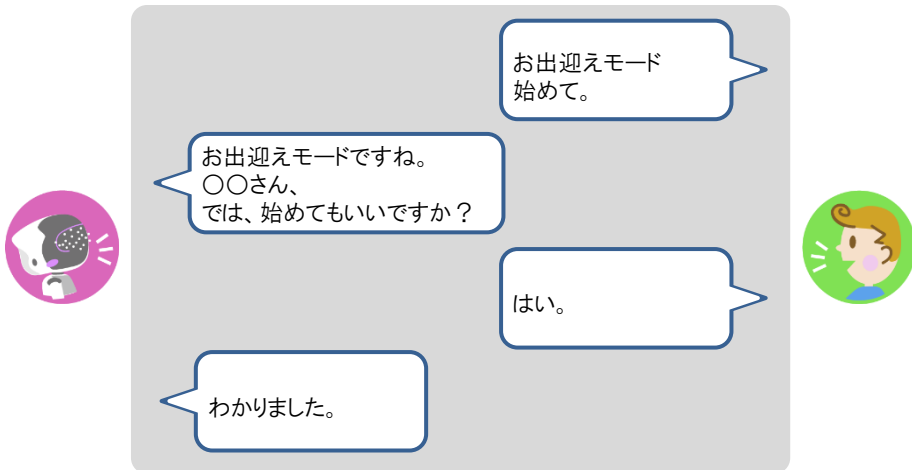 お出迎えモード
始めて。
お出迎えモードですね。
〇〇さん、
では、始めてもいいですか？
はい。
わかりました。